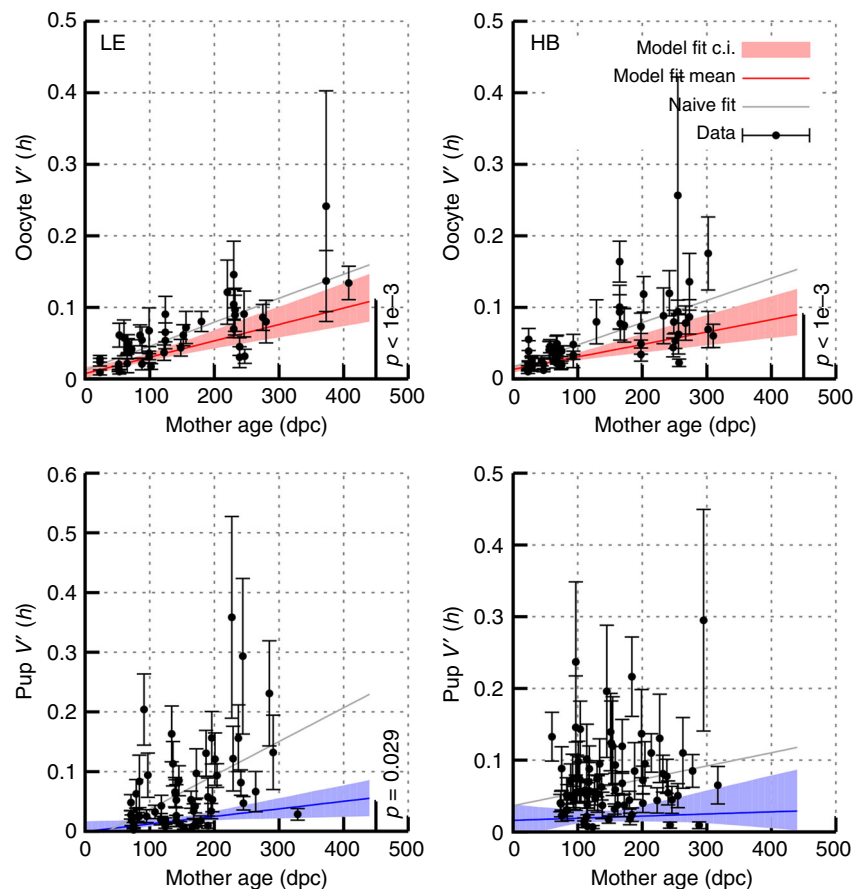 LE
0.5
0.4
0.3
0.2
0.1
0
Oocyte V′ (h)
0 100 200 300 400 500
Mother age (dpc)
p < 1e–3
HB
Model fit c.i.
Model fit mean
Naive fit
Data
0.5
0.4
0.3
0.2
0.1
0
Oocyte V′ (h)
0 100 200 300 400 500
Mother age (dpc)
p < 1e–3
0.6
0.5
0.4
0.3
0.2
0.1
0
Pup V′ (h)
0 100 200 300 400 500
Mother age (dpc)
p = 0.029
0.5
0.4
0.3
0.2
0.1
0
Pup V′ (h)
0 100 200 300 400 500
Mother age (dpc)